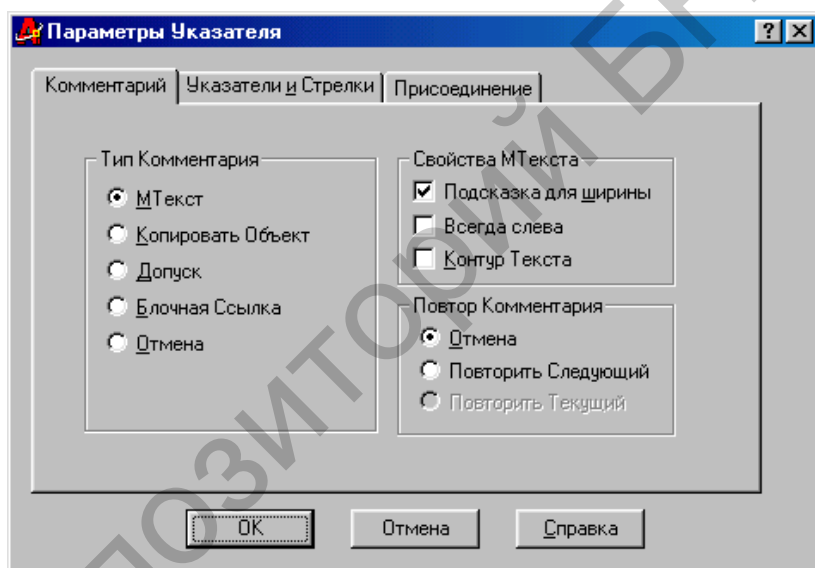 Параметры Указателя
Комментарий
Указатели и Стрелки
Присоединение
Тип Комментария
МТекст
Копировать Объект
Допуск
Блочная Ссылка
Отмена
Свойства МТекста
Подсказка для ширины
Всегда слева
Контур Текста
Повтор Комментария
Отмена
Повторить Следующий
Повторить Текущий
OK
Отмена
Справка